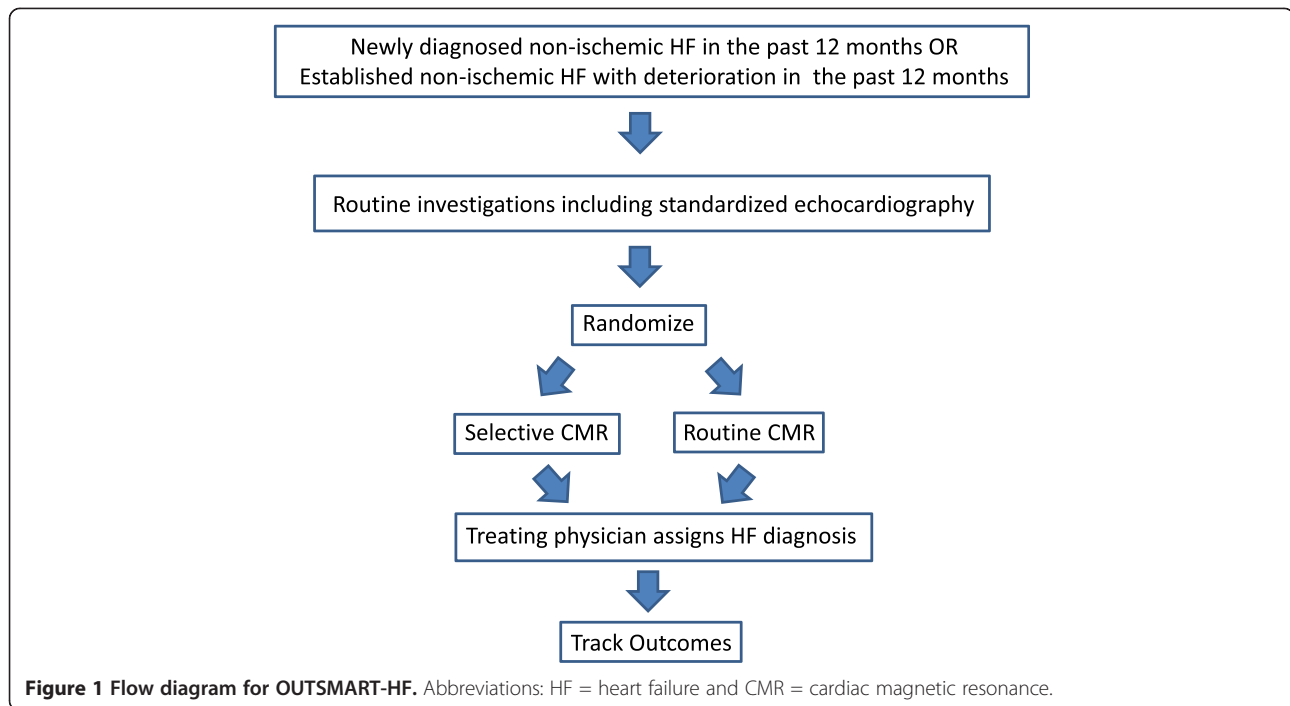 Newly diagnosed non-ischemic HF in the past 12 months OR
Established non-ischemic HF with deterioration in the past 12 months
Routine investigations including standardized echocardiography
Randomize
Selective CMR
Routine CMR
Treating physician assigns HF diagnosis
Track Outcomes
Figure 1 Flow diagram for OUTSMART-HF. Abbreviations: HF = heart failure and CMR = cardiac magnetic resonance.